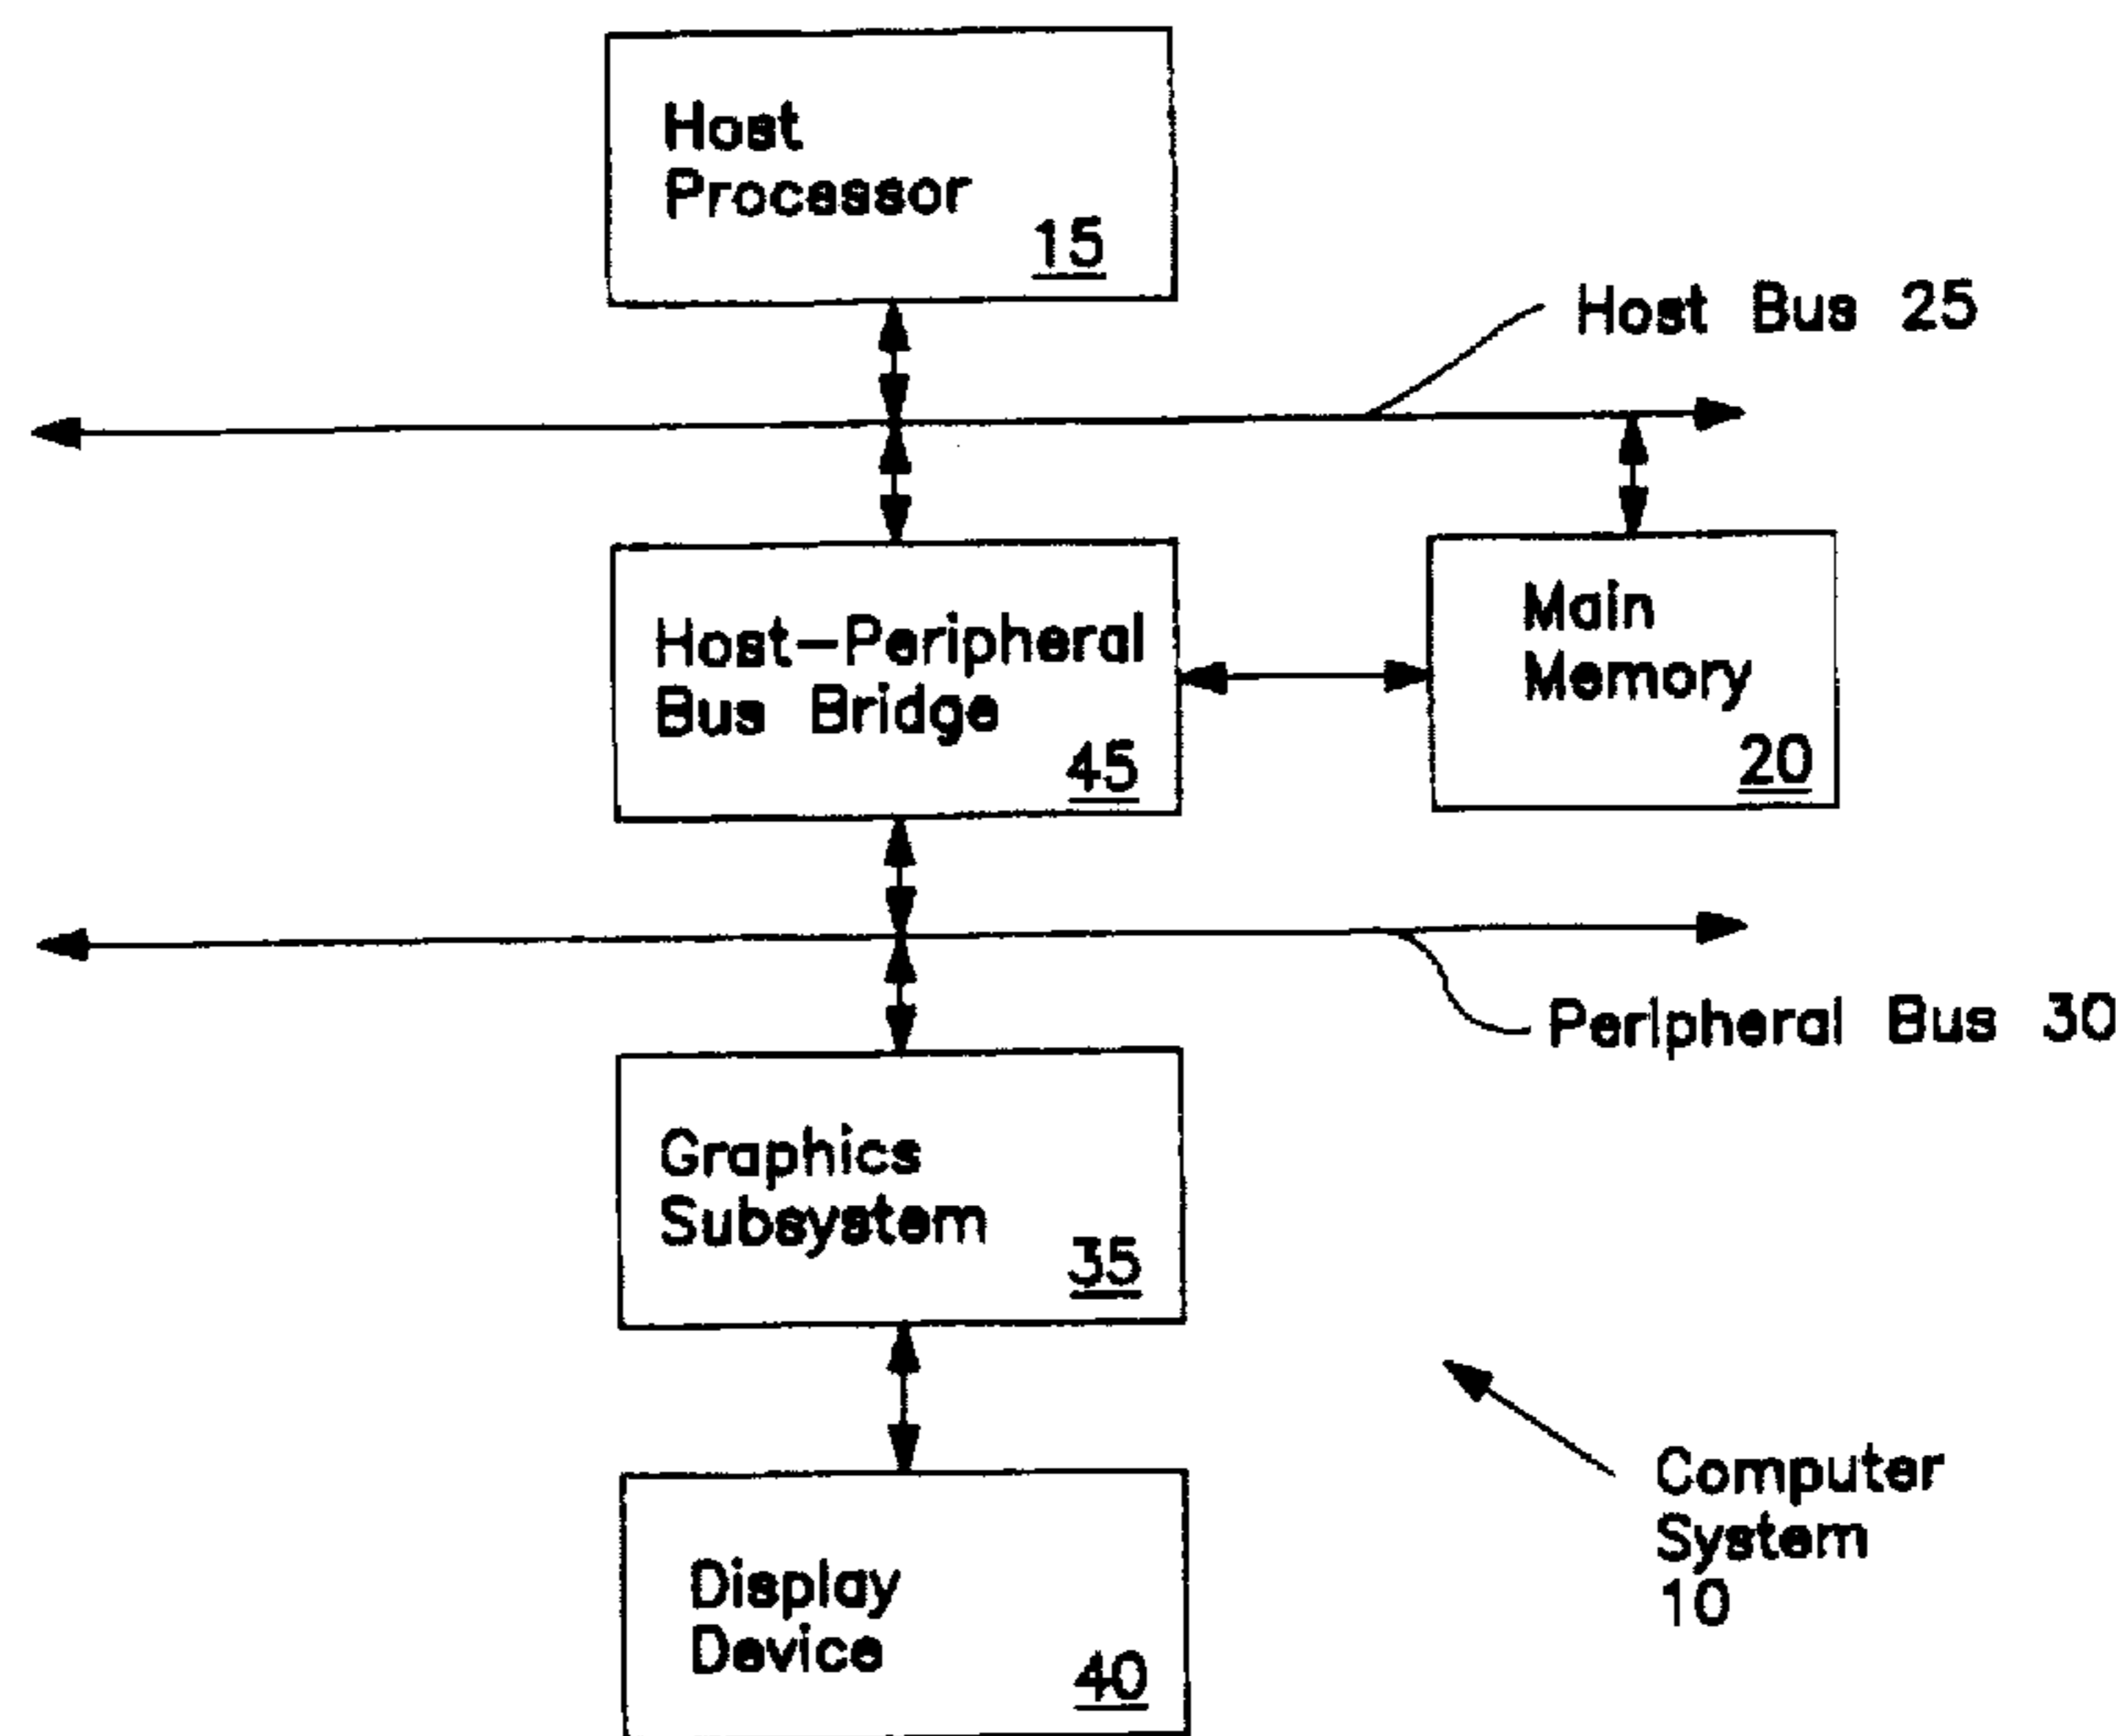 Host
Processor
15
Host Bus 25
Host-Peripheral
Bus Bridge
45
Main
Memory
20
Peripheral Bus 30
Graphics
Subsystem
35
Computer
System
10
Display
Device
40